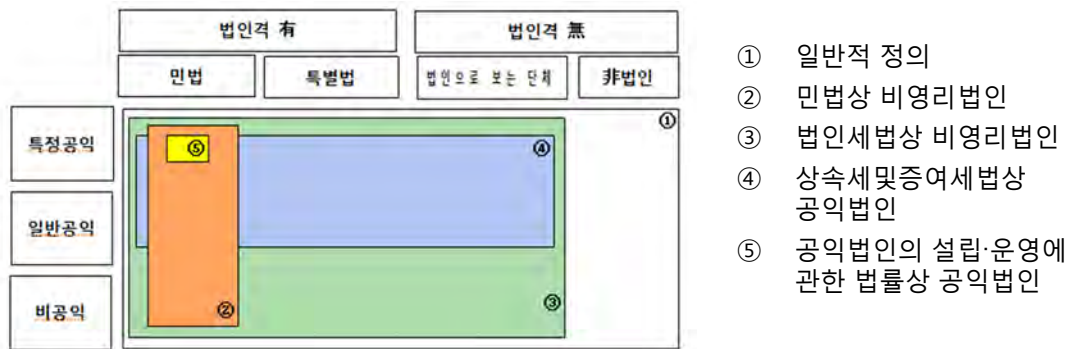 법인격 有
법인격 無
민법
특별법
법인으로 보는 단체
非법인
특정공익
일반공익
비공익
①
②
③
④
⑤
① 일반적 정의
② 민법상 비영리법인
③ 법인세법상 비영리법인
④ 상속세및증여세법상
공익법인
⑤ 공익법인의 설립·운영에
관한 법률상 공익법인